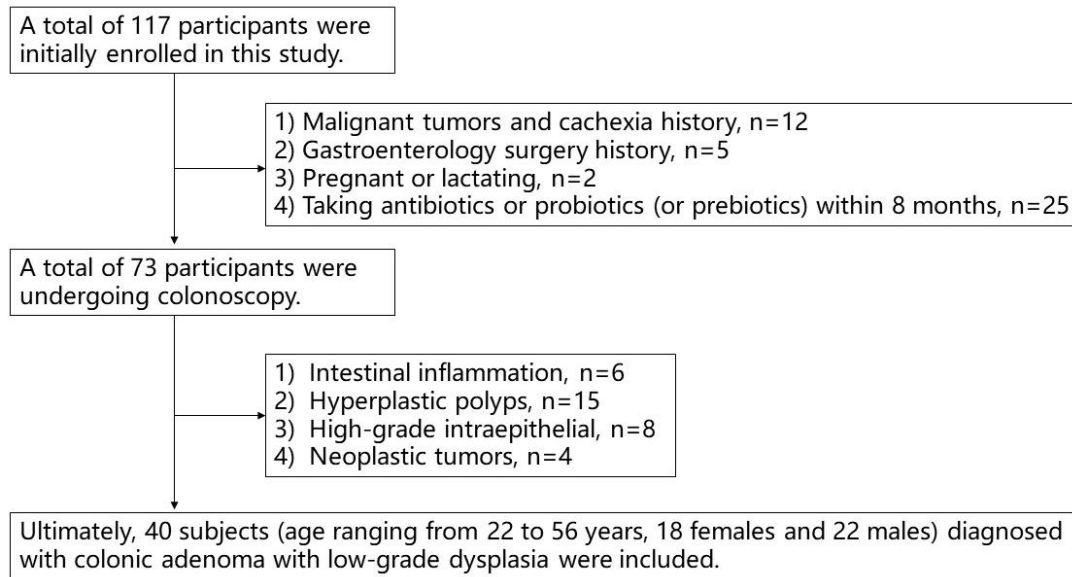 A total of 117 participants were
initially enrolled in this study.
1) Malignant tumors and cachexia history, n=12
2) Gastroenterology surgery history, n=5
3) Pregnant or lactating, n=2
4) Taking antibiotics or probiotics (or prebiotics) within 8 months, n=25
A total of 73 participants were
undergoing colonoscopy.
1) Intestinal inflammation, n=6
2) Hyperplastic polyps, n=15
3) High-grade intraepithelial, n=8
4) Neoplastic tumors, n=4
Ultimately, 40 subjects (age ranging from 22 to 56 years, 18 females and 22 males) diagnosed
with colonic adenoma with low-grade dysplasia were included.